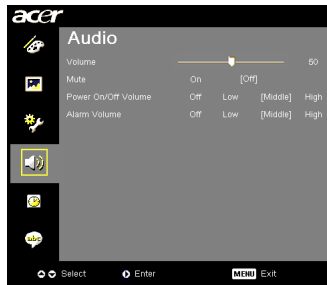 acer
Audio
Volume 50
Mute On [Off]
Power On/Off Volume Off Low [Middle] High
Alarm Volume Off Low [Middle] High
abc
Select Enter MENU Exit